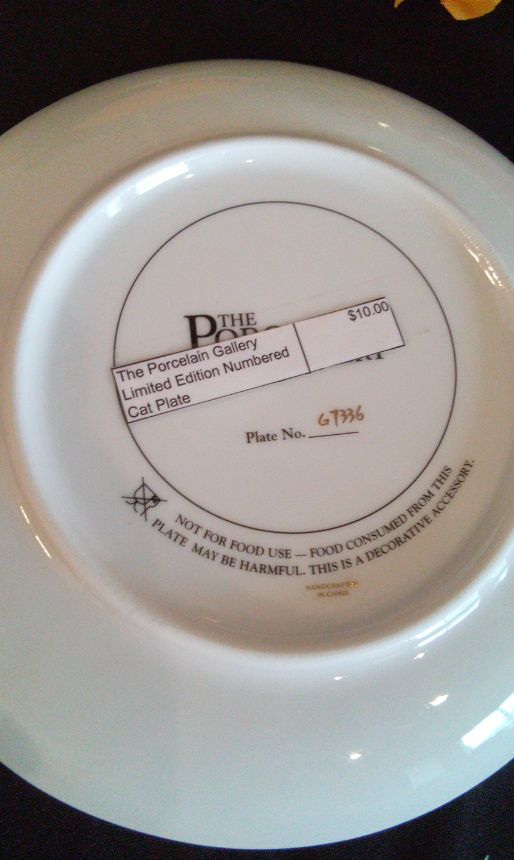 THE
The Porcelain Gallery
Limited Edition Numbered
Cat Plate
$10.00
Plate No. G7336
NOT FOR FOOD USE — FOOD CONSUMED FROM THIS
PLATE MAY BE HARMFUL. THIS IS A DECORATIVE ACCESSORY.
HANDCRAFTED
IN CHINA